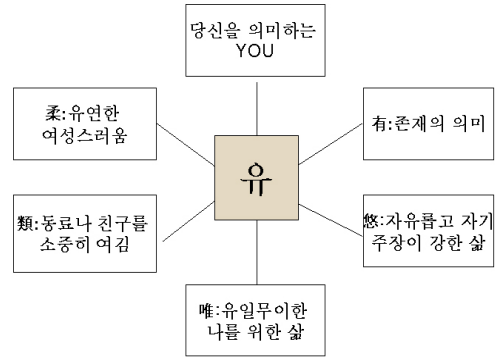 당신을 의미하는
YOU
柔:유연한
여성스러움
有:존재의 의미
유
類:동료나 친구를
소중히 여김
悠:자유롭고 자기
주장이 강한 삶
唯:유일무이한
나를 위한 삶